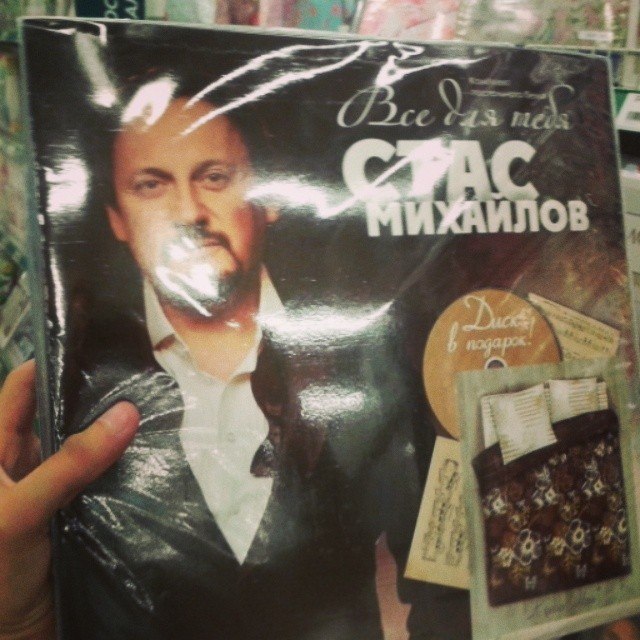 Все для тебя
СТАС
МИХАЙЛОВ
Диск
в подарок